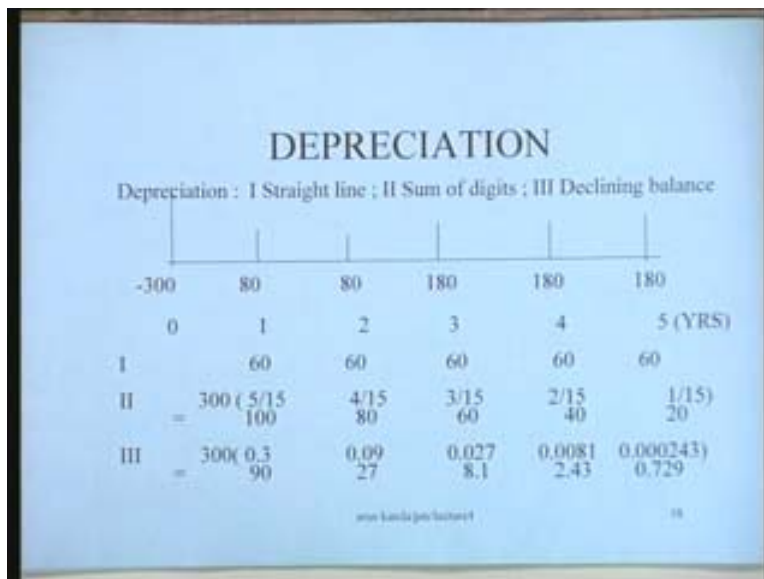 DEPRECIATION
Depreciation : I Straight line ; II Sum of digits ; III Declining balance
-300 80 80 180 180 180
0 1 2 3 4 5 (YRS)
I 60 60 60 60 60
II 300 ( 5/15 4/15 3/15 2/15 1/15)
= 100 80 60 40 20
III 300( 0.3 0.09 0.027 0.0081 0.000243)
= 90 27 8.1 2.43 0.729